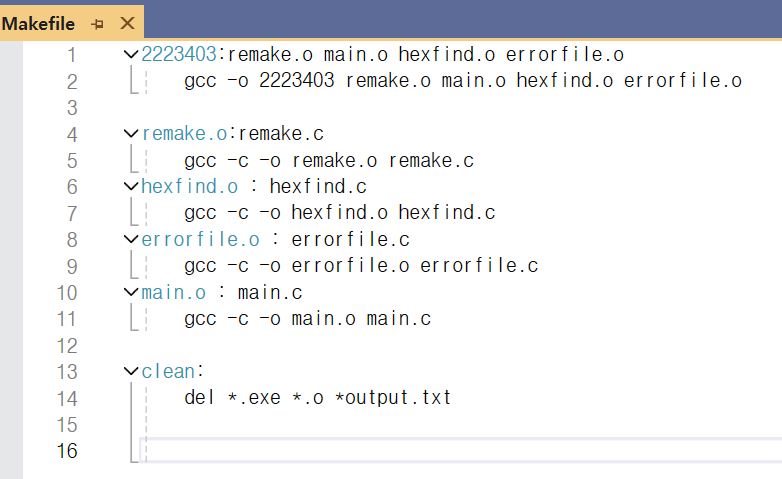 Makefile
1 2223403:remake.o main.o hexfind.o errorfile.o
2 gcc -o 2223403 remake.o main.o hexfind.o errorfile.o
3
4 remake.o:remake.c
5 gcc -c -o remake.o remake.c
6 hexfind.o : hexfind.c
7 gcc -c -o hexfind.o hexfind.c
8 errorfile.o : errorfile.c
9 gcc -c -o errorfile.o errorfile.c
10 main.o : main.c
11 gcc -c -o main.o main.c
12
13 clean:
14 del *.exe *.o *output.txt
15
16